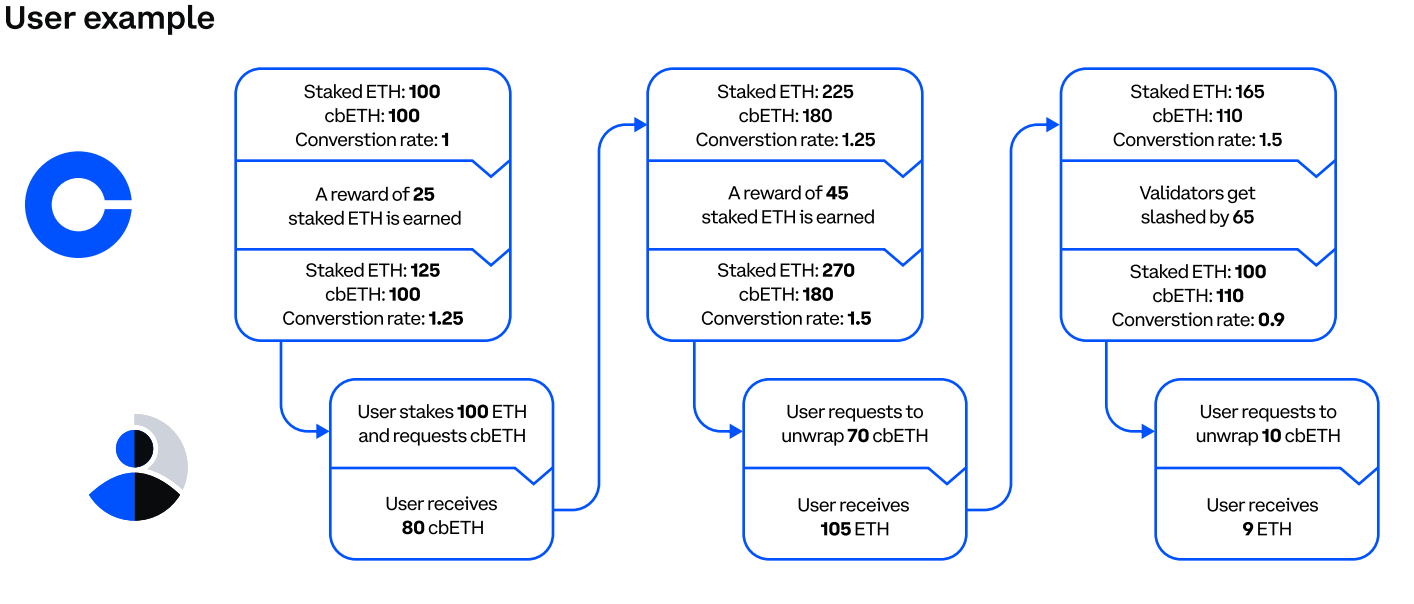 User example
Staked ETH: 100
cbETH: 100
Converstion rate: 1
A reward of 25
staked ETH is earned
Staked ETH: 125
cbETH: 100
Converstion rate: 1.25
User stakes 100 ETH
and requests cbETH
User receives
80 cbETH
Staked ETH: 225
cbETH: 180
Converstion rate: 1.25
A reward of 45
staked ETH is earned
Staked ETH: 270
cbETH: 180
Converstion rate: 1.5
User requests to
unwrap 70 cbETH
User receives
105 ETH
Staked ETH: 165
cbETH: 110
Converstion rate: 1.5
Validators get
slashed by 65
Staked ETH: 100
cbETH: 110
Converstion rate: 0.9
User requests to
unwrap 10 cbETH
User receives
9 ETH